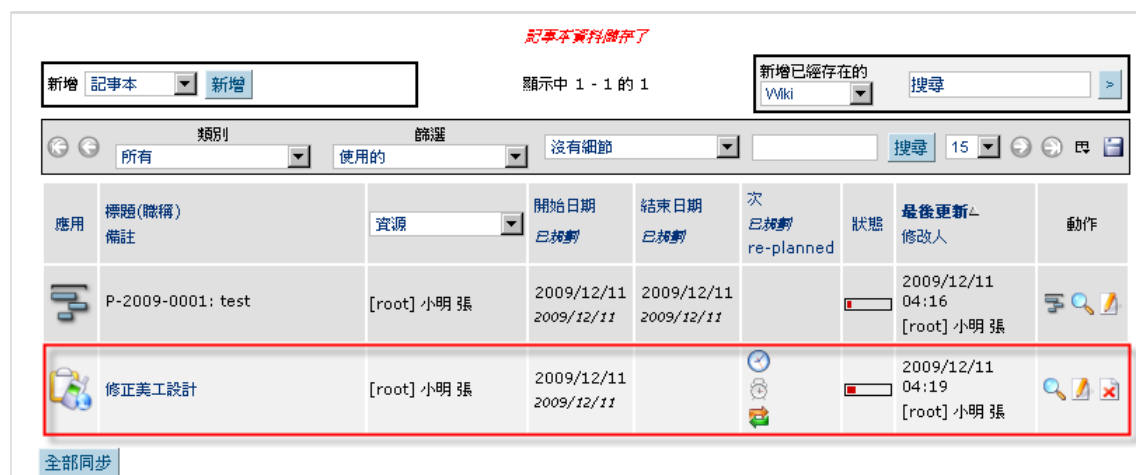 記事本資料儲存了
新增 記事本 新增
顯示中 1 - 1 的 1
新增已經存在的
Wiki 搜尋 >
類別 篩選
所有 使用的 沒有細節 搜尋 15
應用 標題(職稱) 備註 資源 開始日期 已規劃 結束日期 已規劃 次 已規劃 re-planned 狀態 最後更新△ 修改人 動作
P-2009-0001: test [root] 小明 張 2009/12/11 2009/12/11 2009/12/11 2009/12/11 2009/12/11 04:16 [root] 小明 張
修正美工設計 [root] 小明 張 2009/12/11 2009/12/11 2009/12/11 04:19 [root] 小明 張
全部同步